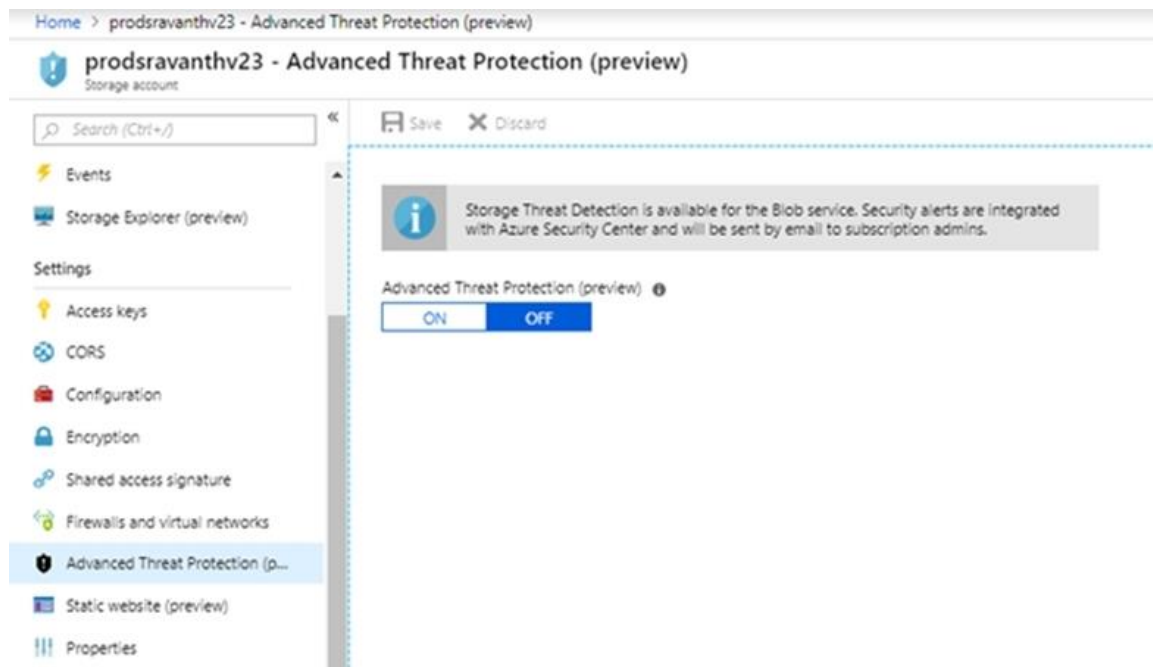 Home > prodsravanthv23 - Advanced Threat Protection (preview)
prodsravanthv23 - Advanced Threat Protection (preview)
Storage account
Search (Ctrl+/)
«
Save
Discard
Events
Storage Explorer (preview)
Storage Threat Detection is available for the Blob service. Security alerts are integrated
with Azure Security Center and will be sent by email to subscription admins.
Settings
Advanced Threat Protection (preview)
ON
OFF
Access keys
CORS
Configuration
Encryption
Shared access signature
Firewalls and virtual networks
Advanced Threat Protection (p...
Static website (preview)
Properties